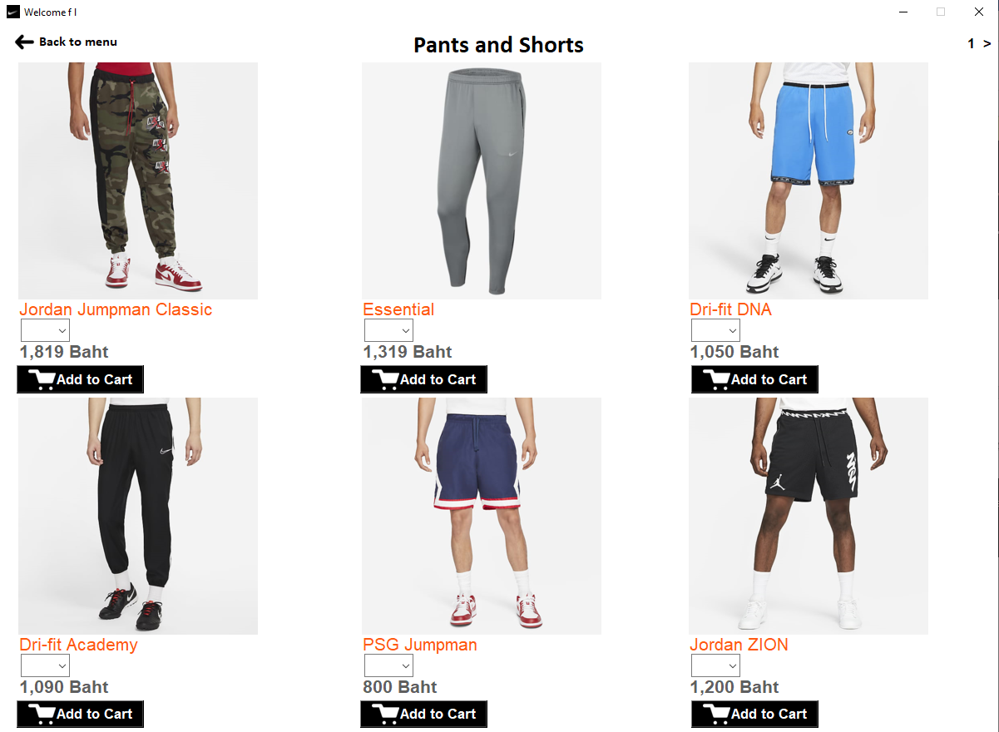 Welcome f l
Back to menu
Pants and Shorts
1 >
Jordan Jumpman Classic
1,819 Baht
Add to Cart
Essential
1,319 Baht
Add to Cart
Dri-fit DNA
1,050 Baht
Add to Cart
Dri-fit Academy
1,090 Baht
Add to Cart
PSG Jumpman
800 Baht
Add to Cart
Jordan ZION
1,200 Baht
Add to Cart